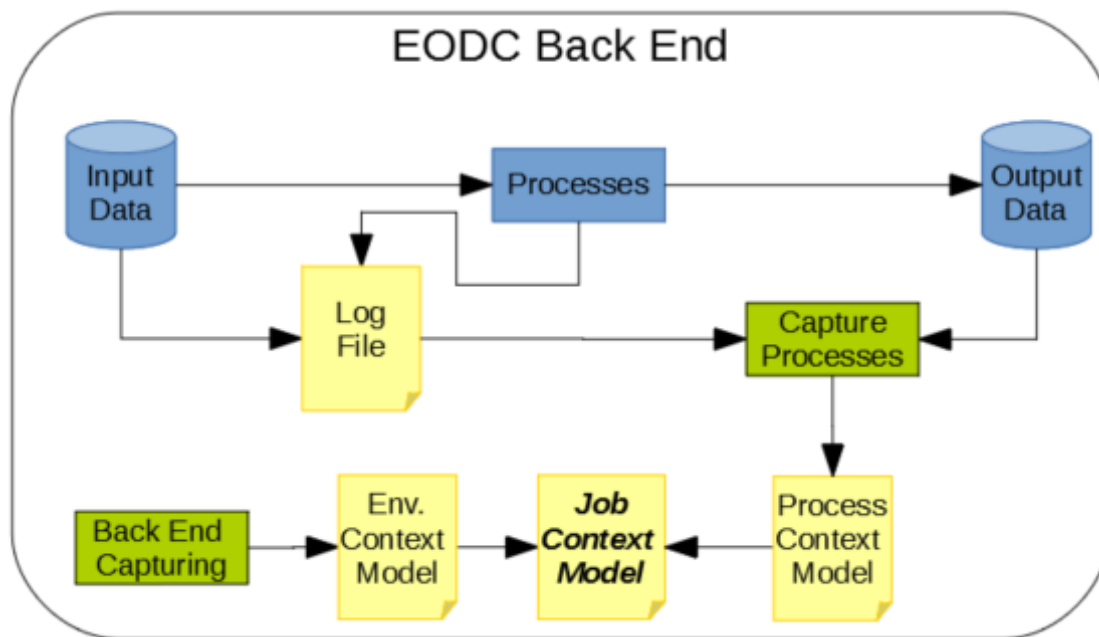 EODC Back End
Input
Data
Processes
Output
Data
Log
File
Capture
Processes
Back End
Capturing
Env.
Context
Model
Job
Context
Model
Process
Context
Model